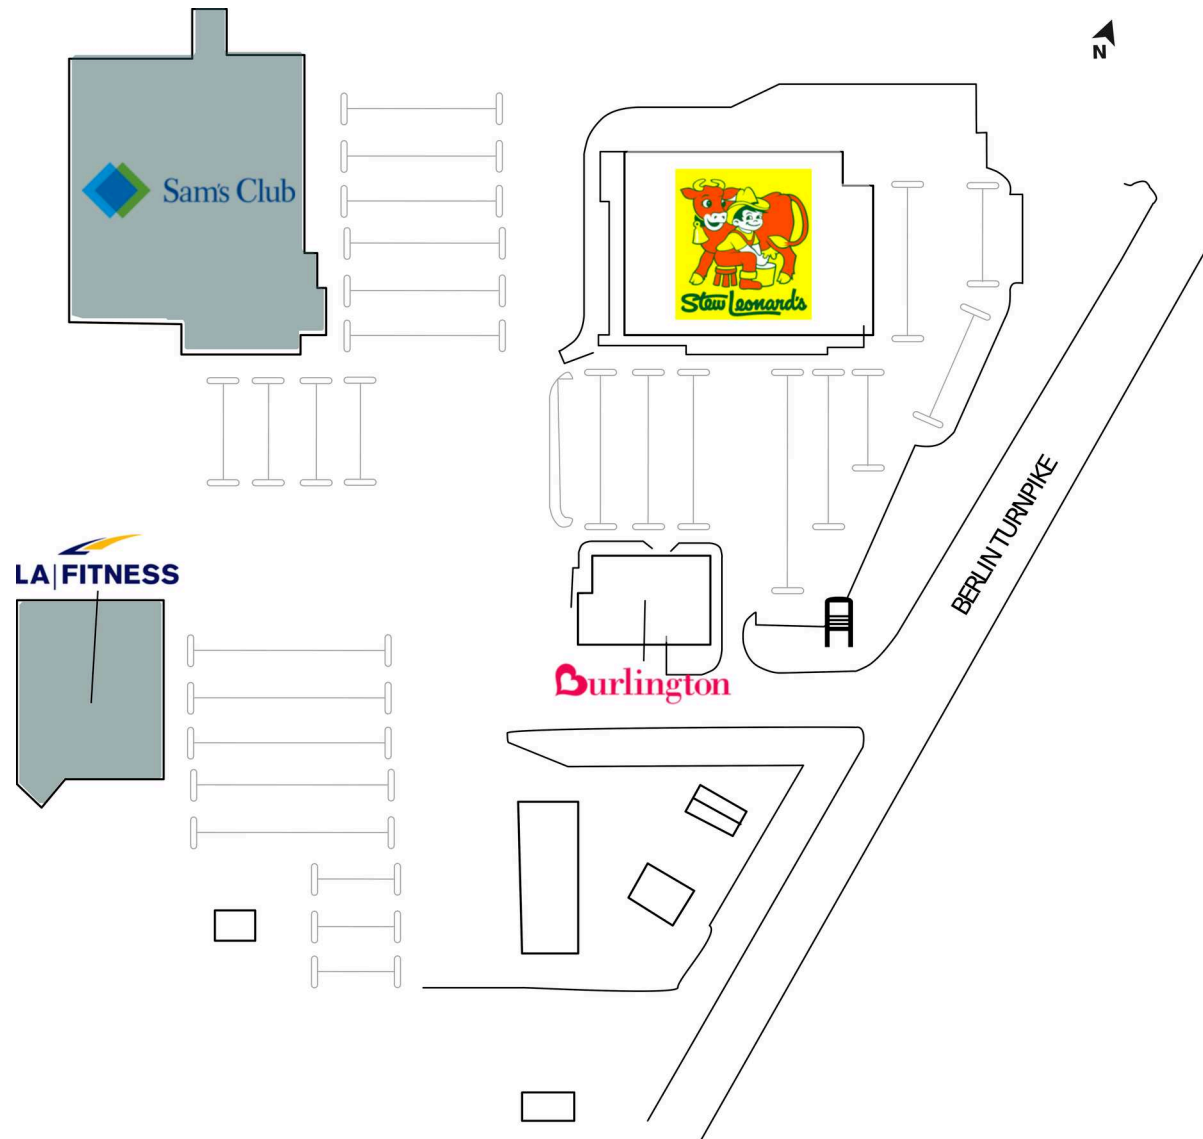 N
Sam's Club
Stew Leonard's
BERLIN TURNPIKE
LA|FITNESS
Burlington